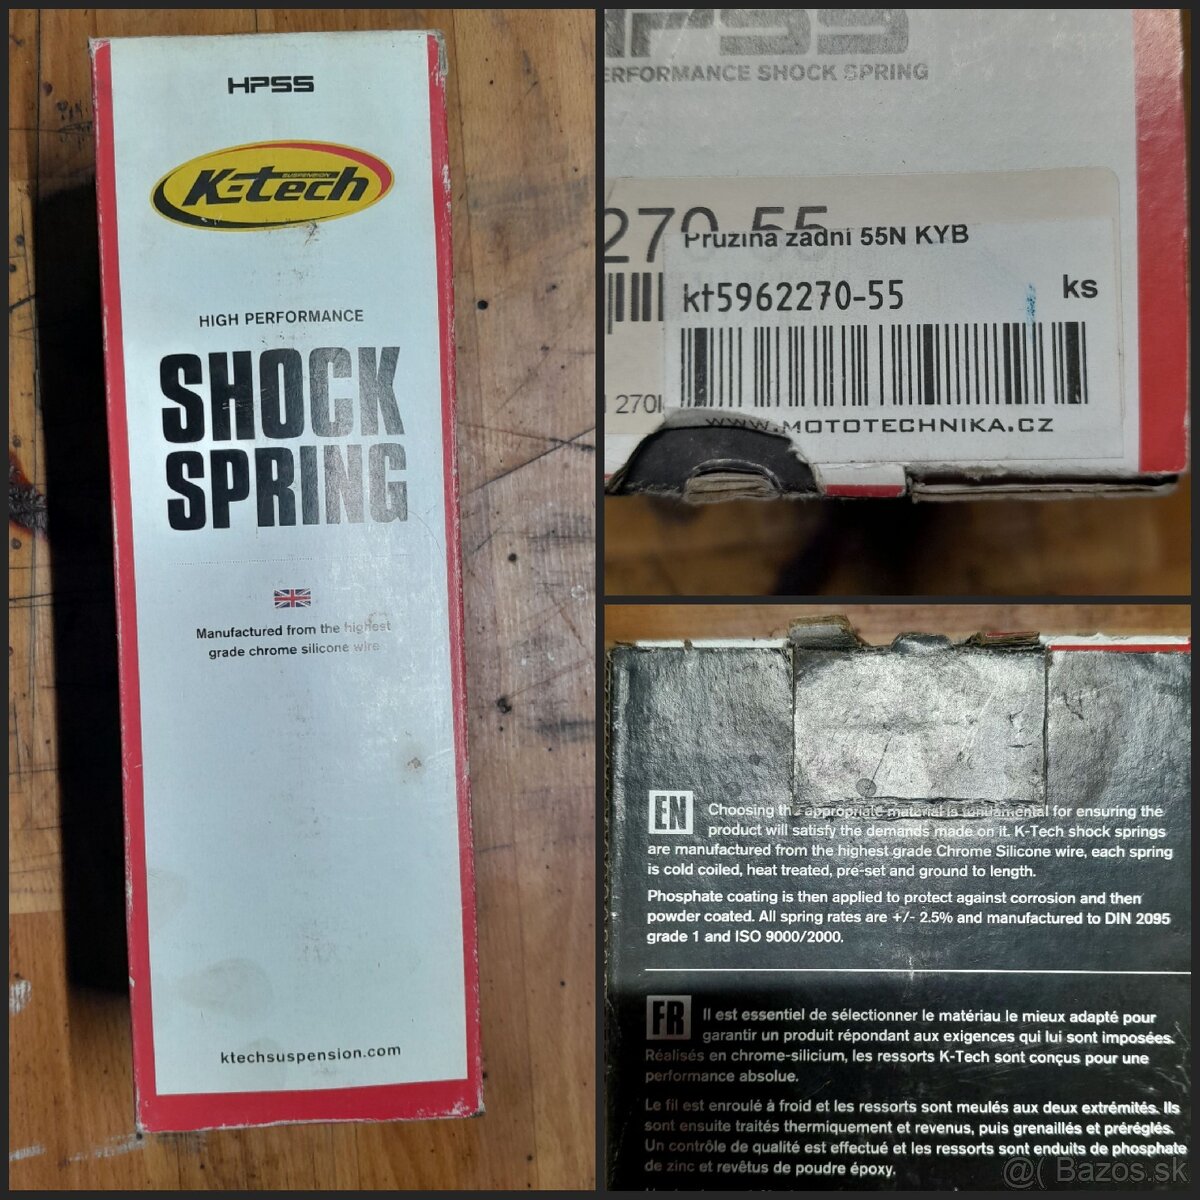 HPSS
K-tech
SUSPENSION
HIGH PERFORMANCE
SHOCK
SPRING
Manufactured from the highest
grade chrome silicone wire
ktechsuspension.com
HPSS
ERFORMANCE SHOCK SPRING
270-55
Pružina zadní 55N KYB
kt5962270-55
ks
270
WWW.MOTOTECHNIKA.CZ
EN Choosing the appropriate material is fundamental for ensuring the
product will satisfy the demands made on it. K-Tech shock springs
are manufactured from the highest grade Chrome Silicone wire, each spring
is cold coiled, heat treated, pre-set and ground to length.
Phosphate coating is then applied to protect against corrosion and then
powder coated. All spring rates are +/- 2.5% and manufactured to DIN 2095
grade 1 and ISO 9000/2000.
FR Il est essentiel de sélectionner le matériau le mieux adapté pour
garantir un produit répondant aux exigences qui lui sont imposées.
Réalisés en chrome-silicium, les ressorts K-Tech sont conçus pour une
performance absolue.
Le fil est enroulé à froid et les ressorts sont meulés aux deux extrémités. Ils
sont ensuite traités thermiquement et revenus, puis grenaillés et préréglés.
Un contrôle de qualité est effectué et les ressorts sont enduits de phosphate
de zinc et revêtus de poudre époxy.
@( Bazos.sk